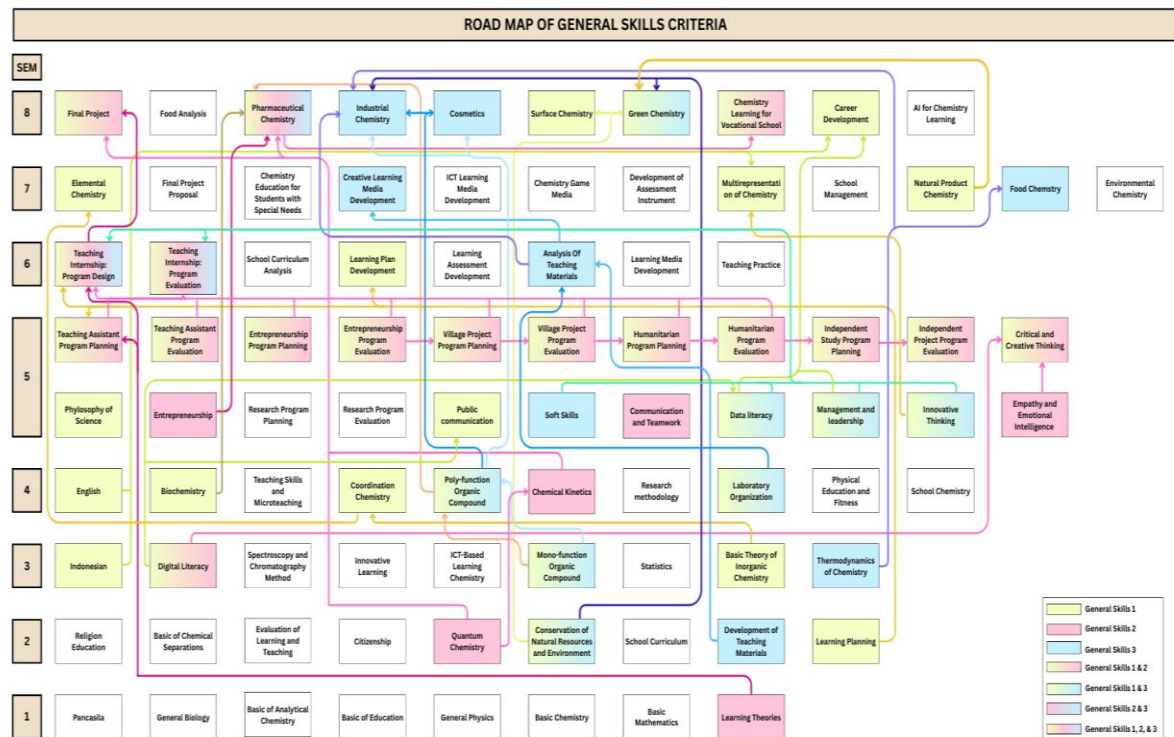 ROAD MAP OF GENERAL SKILLS CRITERIA
SEM
8
Final Project
Food Analysis
Pharmaceutical
Chemistry
Industrial
Chemistry
Cosmetics
Surface Chemistry
Green Chemistry
Chemistry
Learning for
Vocational School
Career
Development
AI for Chemistry
Learning
7
Elemental
Chemistry
Final Project
Proposal
Chemistry
Education for
Students with
Special Needs
Creative Learning
Media
Development
ICT Learning
Media
Development
Chemistry Game
Media
Development of
Assessment
Instrument
Multirepresentati
on of Chemistry
School
Management
Natural Product
Chemistry
Food Chemstry
Environmental
Chemistry
6
Teaching
Internship:
Program Design
Teaching
Internship:
Program
Evaluation
School Curriculum
Analysis
Learning Plan
Development
Learning
Assessment
Development
Analysis Of
Teaching
Materials
Learning Media
Development
Teaching Practice
5
Teaching Assistant
Program Planning
Teaching Assistant
Program
Evaluation
Entrepreneurship
Program Planning
Entrepreneurship
Program
Evaluation
Village Project
Program Planning
Village Project
Program
Evaluation
Humanitarian
Program Planning
Humanitarian
Program
Evaluation
Independent
Study Program
Planning
Independent
Project Program
Evaluation
Critical and
Creative Thinking
Phylosophy of
Science
Entrepreneurship
Research Program
Planning
Research Program
Evaluation
Public
communication
Soft Skills
Communication
and Teamwork
Data literacy
Management and
leadership
Innovative
Thinking
Empathy and
Emotional
Intelligence
4
English
Biochemistry
Teaching Skills
and
Microteaching
Coordination
Chemistry
Poly-function
Organic
Compound
Chemical Kinetics
Research
methodology
Laboratory
Organization
Physical
Education and
Fitness
School Chemistry
3
Indonesian
Digital Literacy
Spectroscopy and
Chromatography
Method
Innovative
Learning
ICT-Based
Learning
Chemistry
Mono-function
Organic
Compound
Statistics
Basic Theory of
Inorganic
Chemistry
Thermodynamics
of Chemistry
2
Religion
Education
Basic of Chemical
Separations
Evaluation of
Learning and
Teaching
Citizenship
Quantum
Chemistry
Conservation of
Natural Resources
and Environment
School Curriculum
Development of
Teaching
Materials
Learning Planning
1
Pancasila
General Biology
Basic of Analytical
Chemistry
Basic of Education
General Physics
Basic Chemistry
Basic
Mathematics
Learning Theories
General Skills 1
General Skills 2
General Skills 3
General Skills 1 & 2
General Skills 1 & 3
General Skills 2 & 3
General Skills 1, 2, & 3